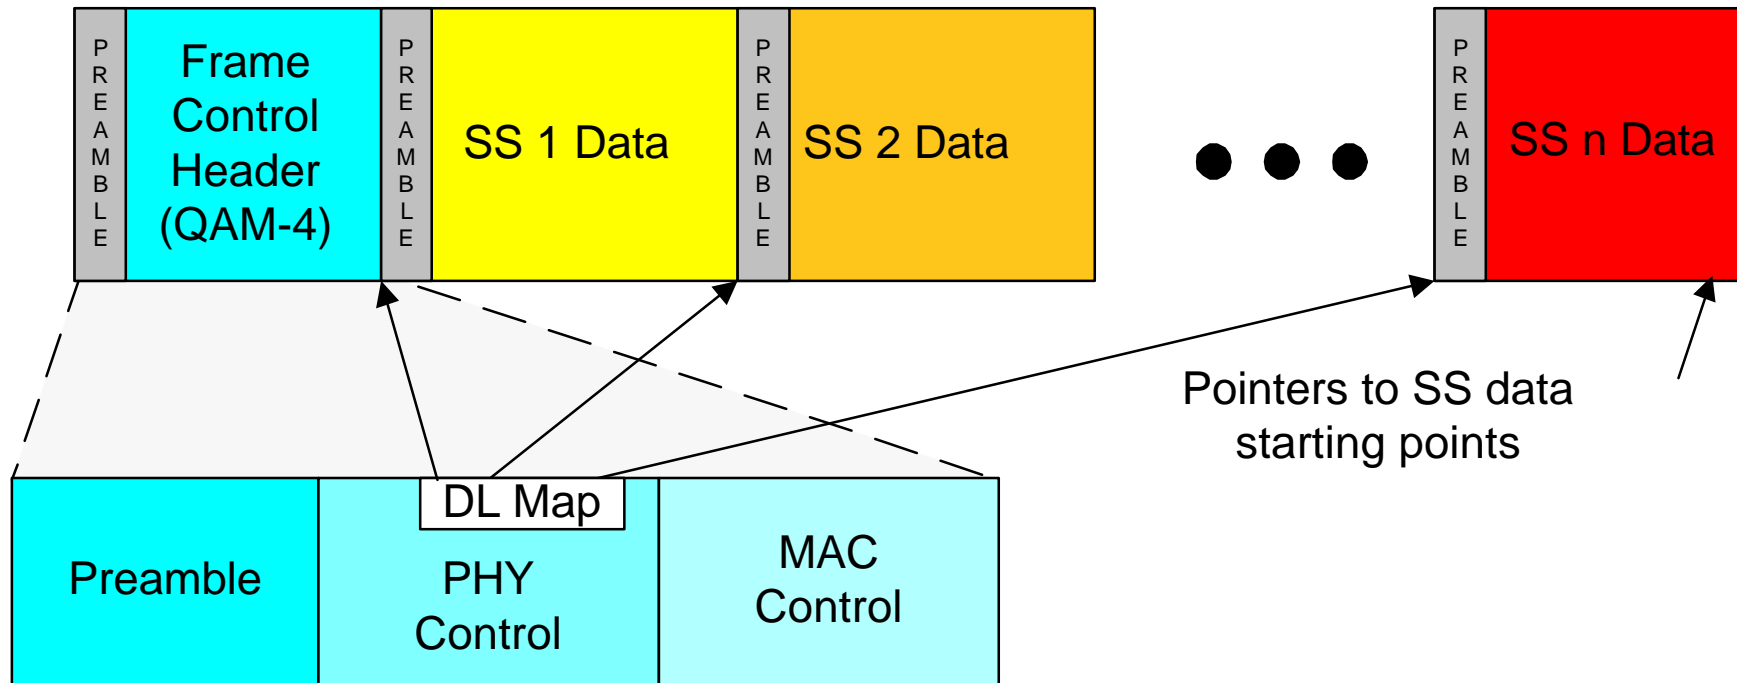 PREAMBLE
Frame
Control
Header
(QAM-4)
PREAMBLE
SS 1 Data
PREAMBLE
SS 2 Data
PREAMBLE
SS n Data
Pointers to SS data
starting points
Preamble
DL Map
PHY
Control
MAC
Control